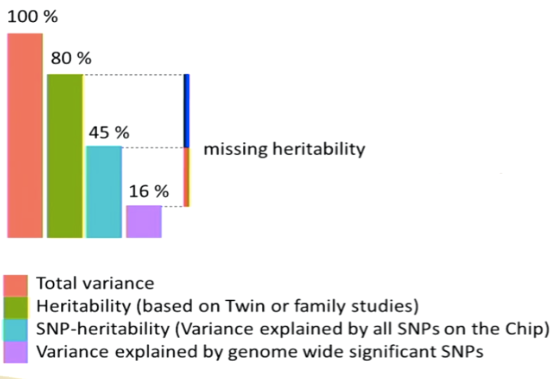 100 %
80 %
45 %
16 %
missing heritability
Total variance
Heritability (based on Twin or family studies)
SNP-heritability (Variance explained by all SNPs on the Chip)
Variance explained by genome wide significant SNPs